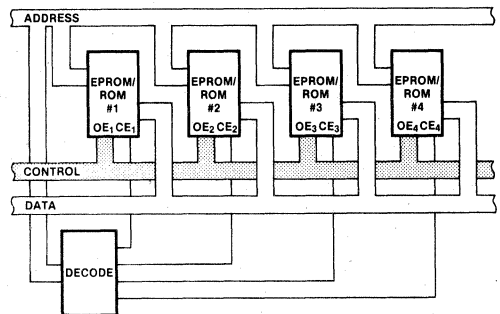 ADDRESS
EPROM/
ROM
#1
OE₁ CE₁
EPROM/
ROM
#2
OE₂ CE₂
EPROM/
ROM
#3
OE₃ CE₃
EPROM/
ROM
#4
OE₄ CE₄
CONTROL
DATA
DECODE